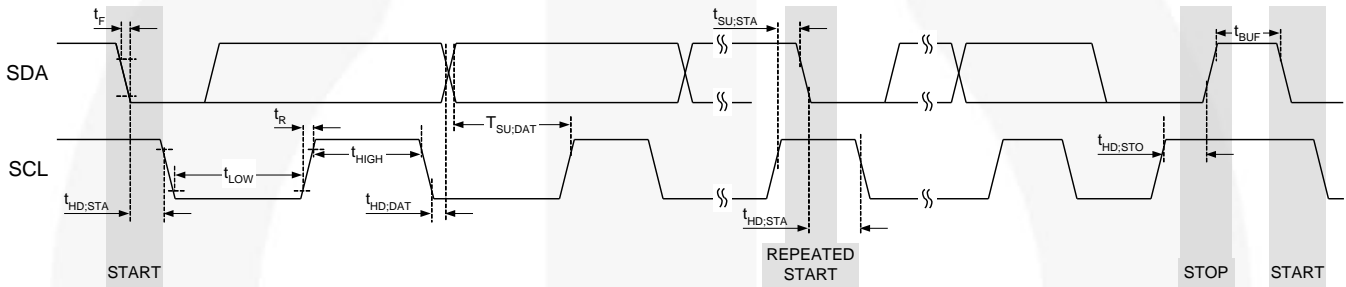 tF
tSU;STA
tBUF
SDA
tR
TSU;DAT
SCL
tLOW
tHIGH
tHD;STO
tHD;STA
tHD;DAT
tHD;STA
START
REPEATED
START
STOP
START